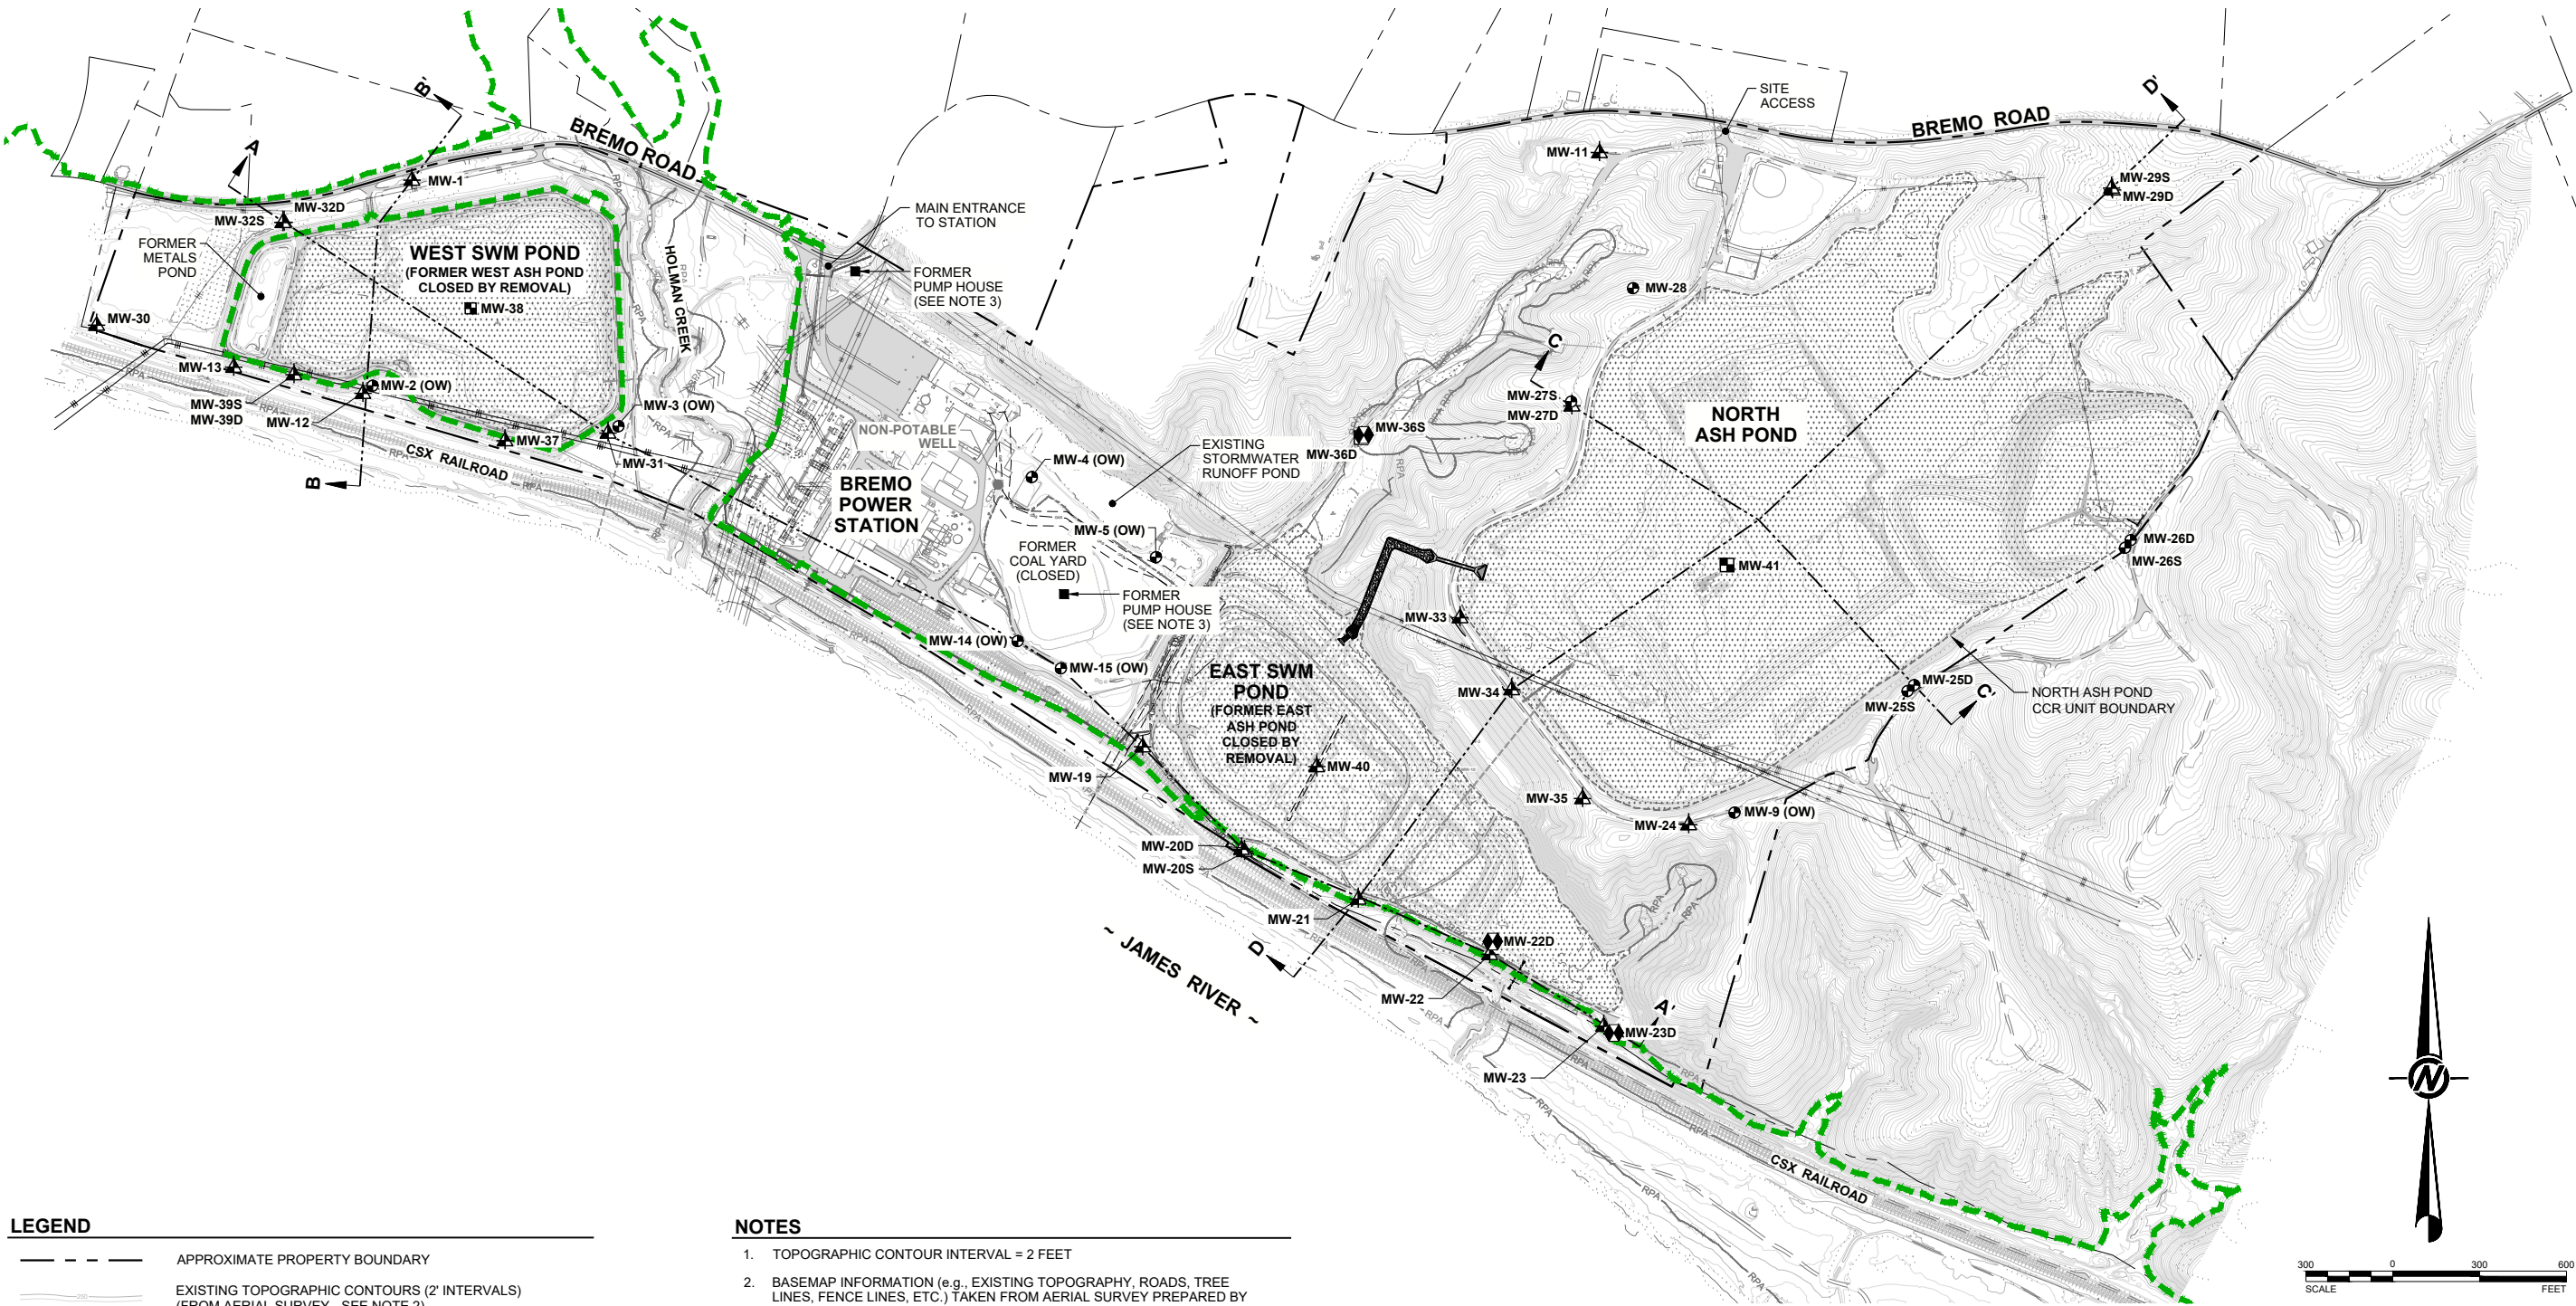 B'
A
BREMO ROAD
MW-1
MW-32D
MW-32S
FORMER
METALS
POND
WEST SWM POND
(FORMER WEST ASH POND
CLOSED BY REMOVAL)
MW-38
MW-30
MW-13
MW-39S
MW-39D
MW-12
MW-2 (OW)
MW-37
MW-3 (OW)
MW-31
B
CSX RAILROAD
HOLMAN CREEK
RPA
MAIN ENTRANCE
TO STATION
FORMER
PUMP HOUSE
(SEE NOTE 3)
NON-POTABLE
WELL
BREMO
POWER
STATION
MW-4 (OW)
EXISTING
STORMWATER
RUNOFF POND
MW-5 (OW)
FORMER
COAL YARD
(CLOSED)
FORMER
PUMP HOUSE
(SEE NOTE 3)
MW-14 (OW)
MW-15 (OW)
MW-19
EAST SWM
POND
(FORMER EAST
ASH POND
CLOSED BY
REMOVAL)
MW-40
MW-20D
MW-20S
MW-21
D
~ JAMES RIVER ~
MW-22D
MW-22
A'
MW-23D
MW-23
SITE
ACCESS
MW-11
BREMO ROAD
D'
MW-29S
MW-29D
MW-28
C
MW-27S
MW-27D
MW-36S
MW-36D
NORTH
ASH POND
MW-41
MW-26D
MW-26S
MW-33
MW-34
MW-25D
MW-25S
C'
NORTH ASH POND
CCR UNIT BOUNDARY
MW-35
MW-24
MW-9 (OW)
CSX RAILROAD
N
300 0 300 600
SCALE FEET
LEGEND
APPROXIMATE PROPERTY BOUNDARY
EXISTING TOPOGRAPHIC CONTOURS (2' INTERVALS)
(FROM AERIAL SURVEY - SEE NOTE 2)
NOTES
1. TOPOGRAPHIC CONTOUR INTERVAL = 2 FEET
2. BASEMAP INFORMATION (e.g., EXISTING TOPOGRAPHY, ROADS, TREE
LINES, FENCE LINES, ETC.) TAKEN FROM AERIAL SURVEY PREPARED BY